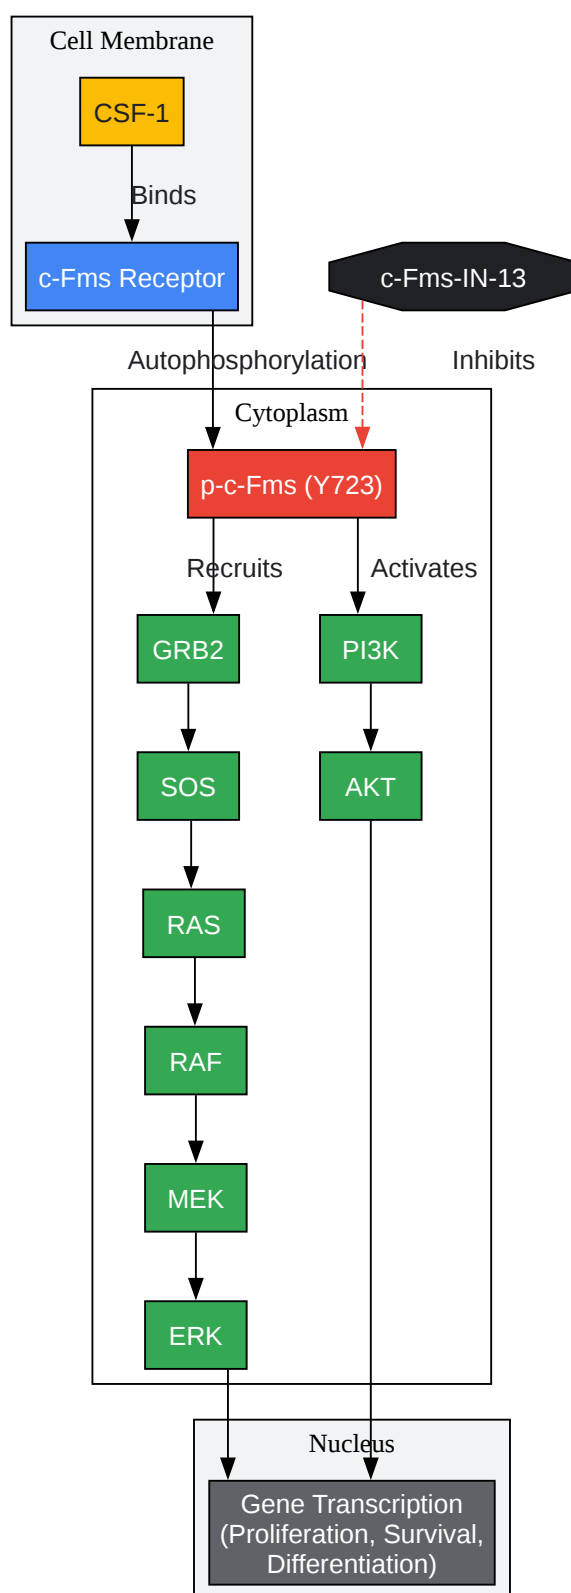 Cell Membrane
CSF-1
Binds
c-Fms Receptor
c-Fms-IN-13
Autophosphorylation
Inhibits
Cytoplasm
p-c-Fms (Y723)
Recruits
Activates
GRB2
PI3K
SOS
AKT
RAS
RAF
MEK
ERK
Nucleus
Gene Transcription
(Proliferation, Survival,
Differentiation)